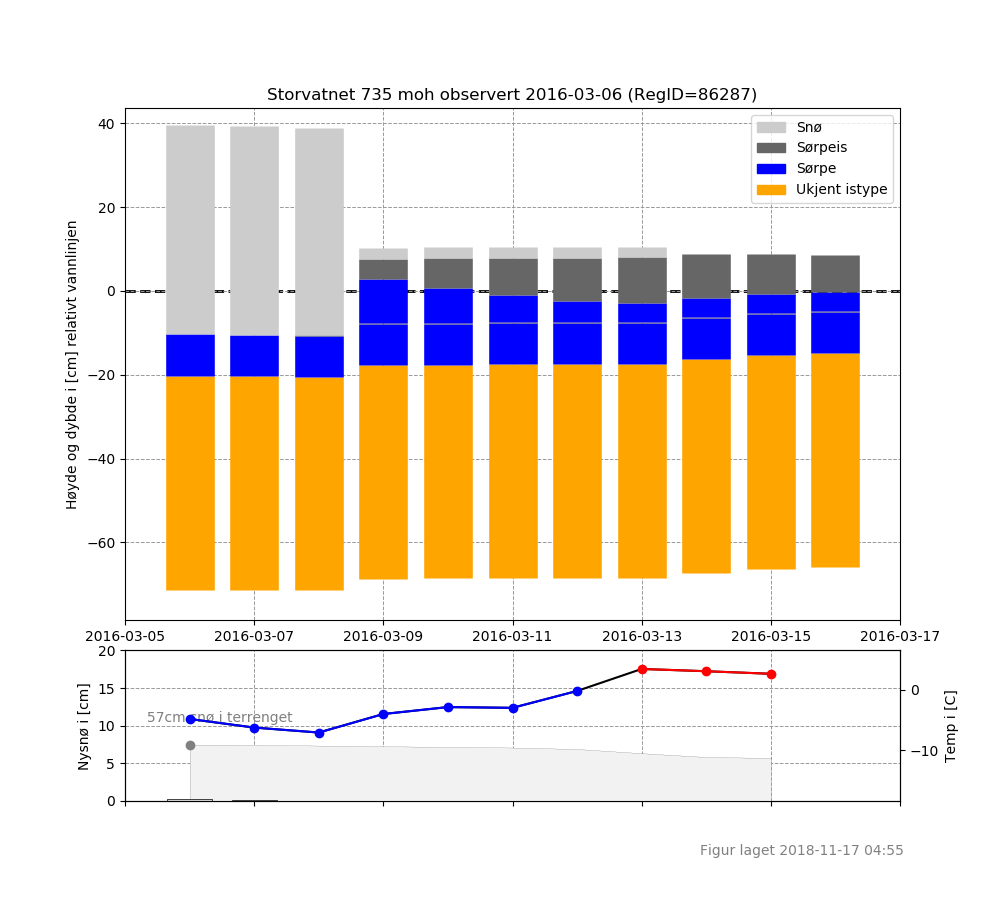 Storvatnet 735 moh observert 2016-03-06 (RegID=86287)
Høyde og dybde i [cm] relativt vannlinjen
40
20
0
−20
−40
−60
Snø
Sørpeis
Sørpe
Ukjent istype
2016-03-05
2016-03-07
2016-03-09
2016-03-11
2016-03-13
2016-03-15
2016-03-17
Nysnø i [cm]
20
15
10
5
0
57cm snø i terrenget
0
−10
Temp i [C]
Figur laget 2018-11-17 04:55